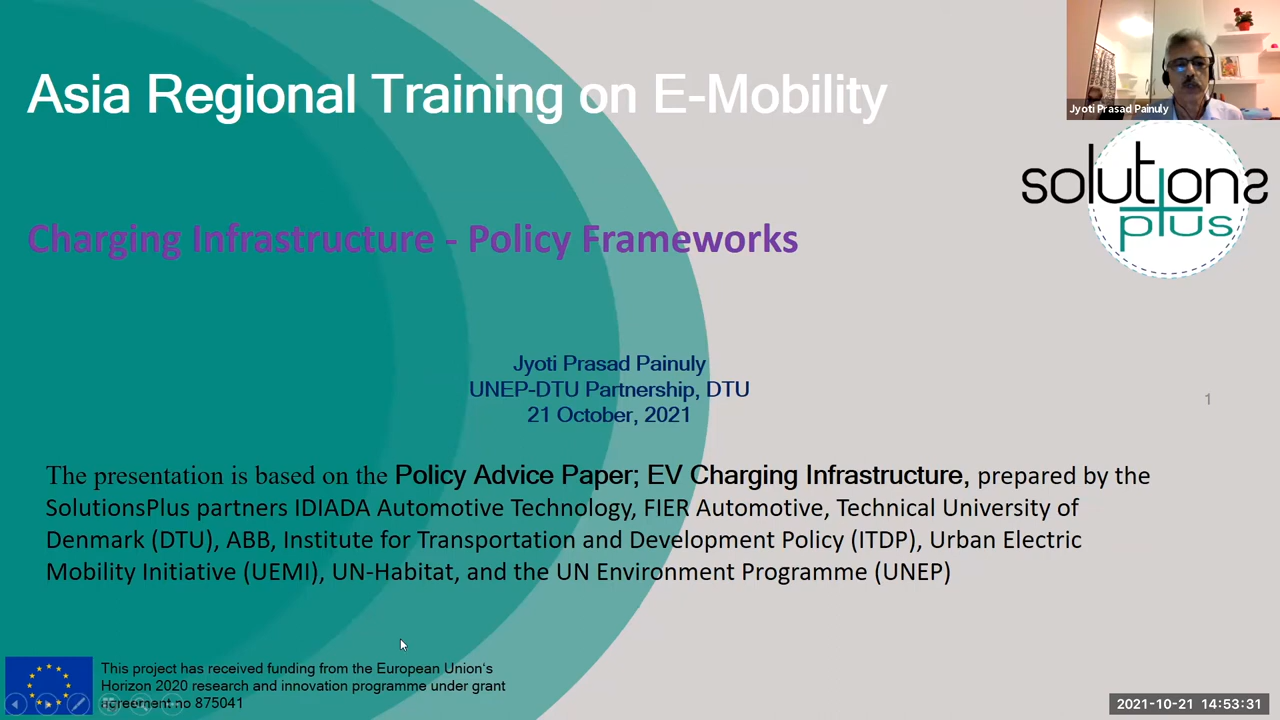 Asia Regional Training on E-Mobility
Jyoti Prasad Painuly
solutions
plus
Charging Infrastructure - Policy Frameworks
Jyoti Prasad Painuly
UNEP-DTU Partnership, DTU
21 October, 2021
1
The presentation is based on the Policy Advice Paper; EV Charging Infrastructure, prepared by the
SolutionsPlus partners IDIADA Automotive Technology, FIER Automotive, Technical University of
Denmark (DTU), ABB, Institute for Transportation and Development Policy (ITDP), Urban Electric
Mobility Initiative (UEMI), UN-Habitat, and the UN Environment Programme (UNEP)
This project has received funding from the European Union‘s
Horizon 2020 research and innovation programme under grant
agreement no 875041
2021-10-21 14:53:31